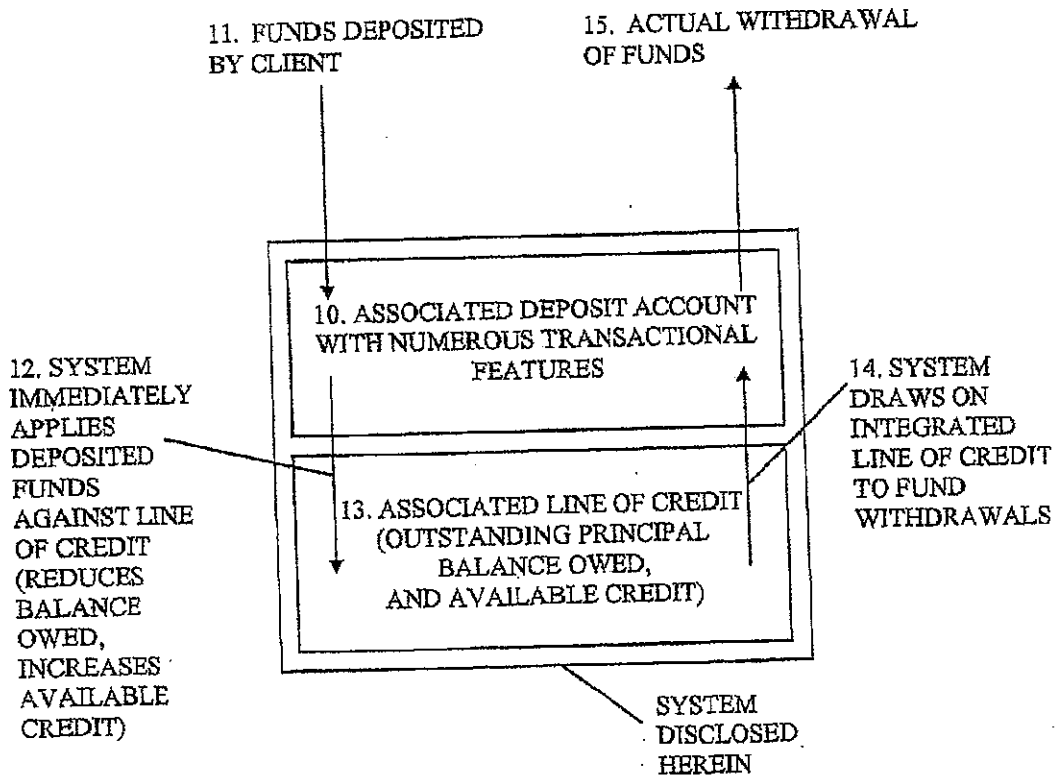 11. FUNDS DEPOSITED
BY CLIENT
15. ACTUAL WITHDRAWAL
OF FUNDS
10. ASSOCIATED DEPOSIT ACCOUNT
WITH NUMEROUS TRANSACTIONAL
FEATURES
12. SYSTEM
IMMEDIATELY
APPLIES
DEPOSITED
FUNDS
AGAINST LINE
OF CREDIT
(REDUCES
BALANCE
OWED,
INCREASES
AVAILABLE
CREDIT)
13. ASSOCIATED LINE OF CREDIT
(OUTSTANDING PRINCIPAL
BALANCE OWED,
AND AVAILABLE CREDIT)
14. SYSTEM
DRAWS ON
INTEGRATED
LINE OF CREDIT
TO FUND
WITHDRAWALS
SYSTEM
DISCLOSED
HEREIN